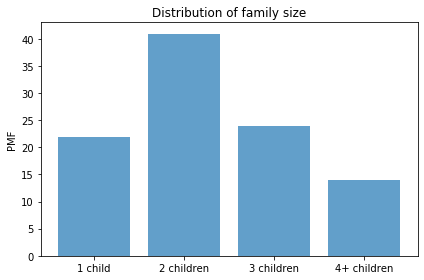 Distribution of family size
PMF
40
35
30
25
20
15
10
5
0
1 child
2 children
3 children
4+ children